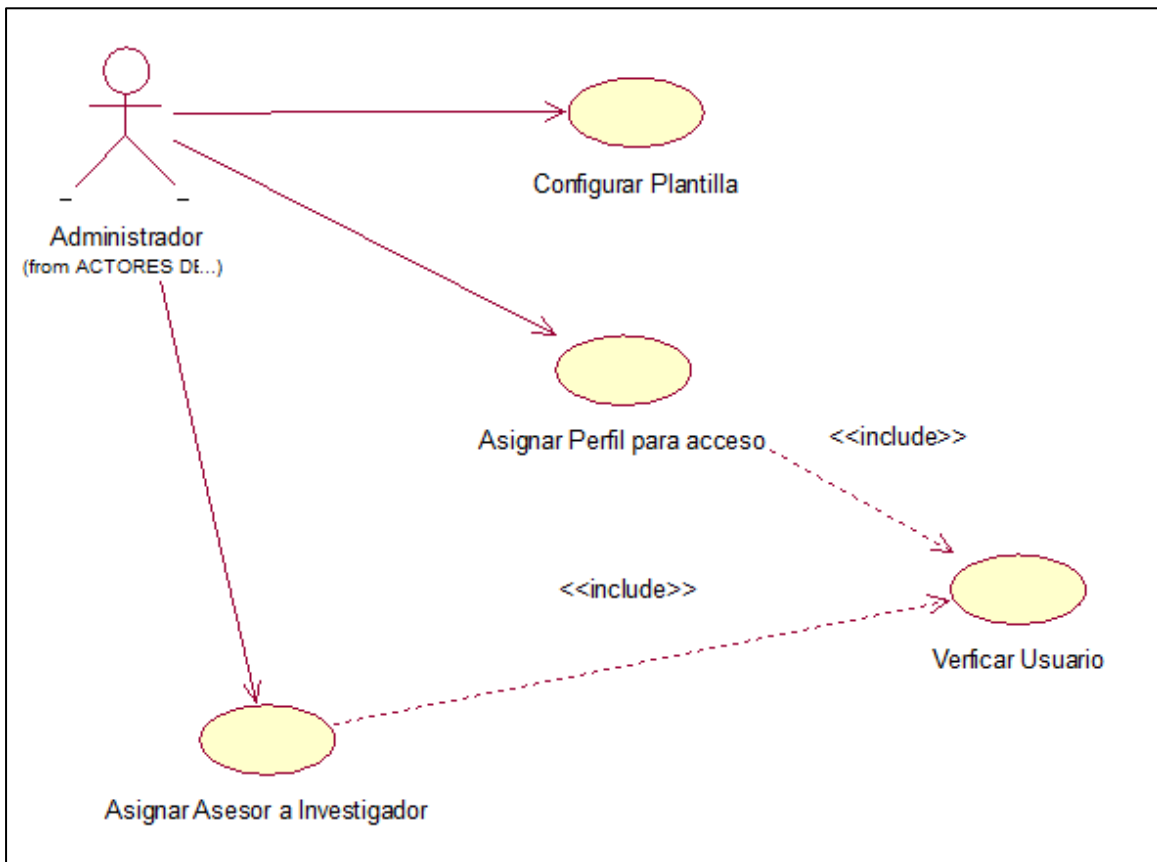 Configurar Plantilla
Administrador
(from ACTORES DE...)
Asignar Perfil para acceso
<<include>>
<<include>>
Verficar Usuario
Asignar Asesor a Investigador